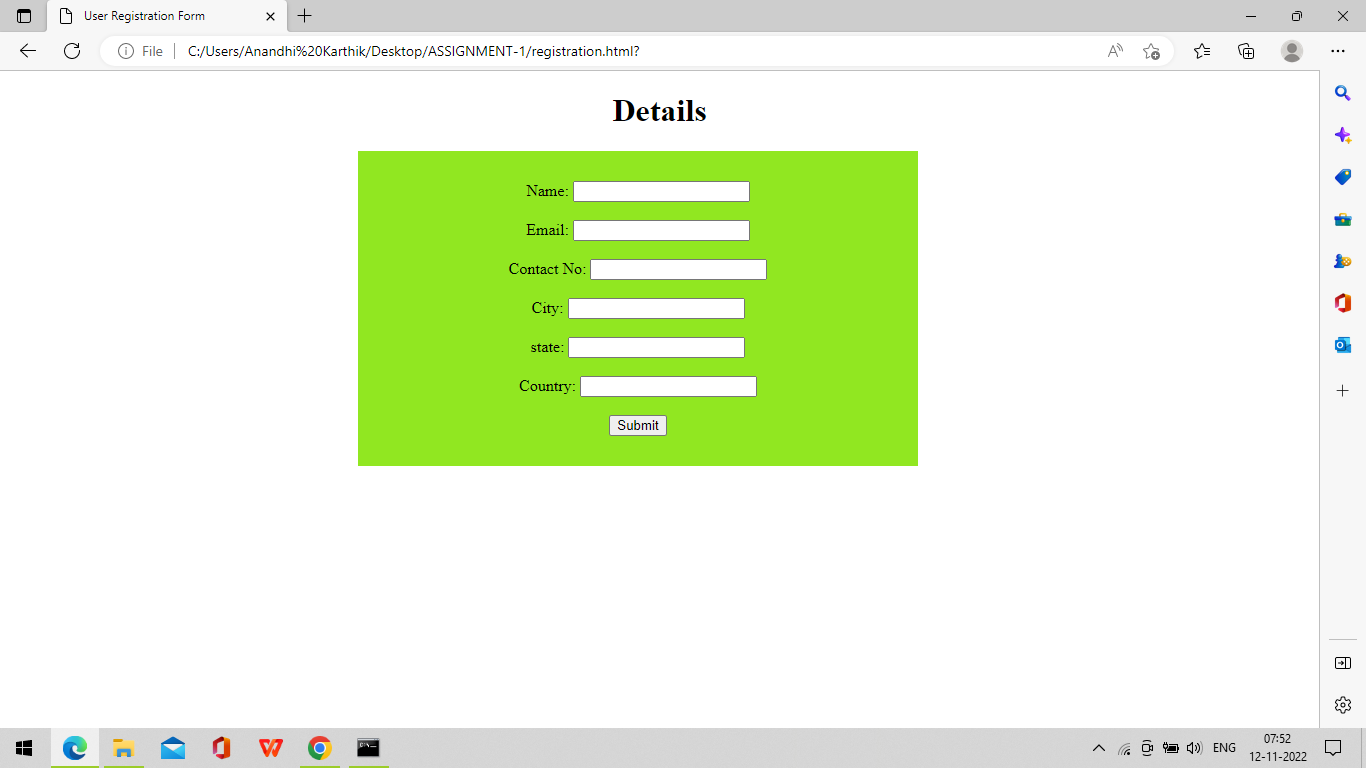 User Registration Form
File
C:/Users/Anandhi%20Karthik/Desktop/ASSIGNMENT-1/registration.html?
Details
Name:
Email:
Contact No:
City:
state:
Country:
Submit
ENG
07:52
12-11-2022